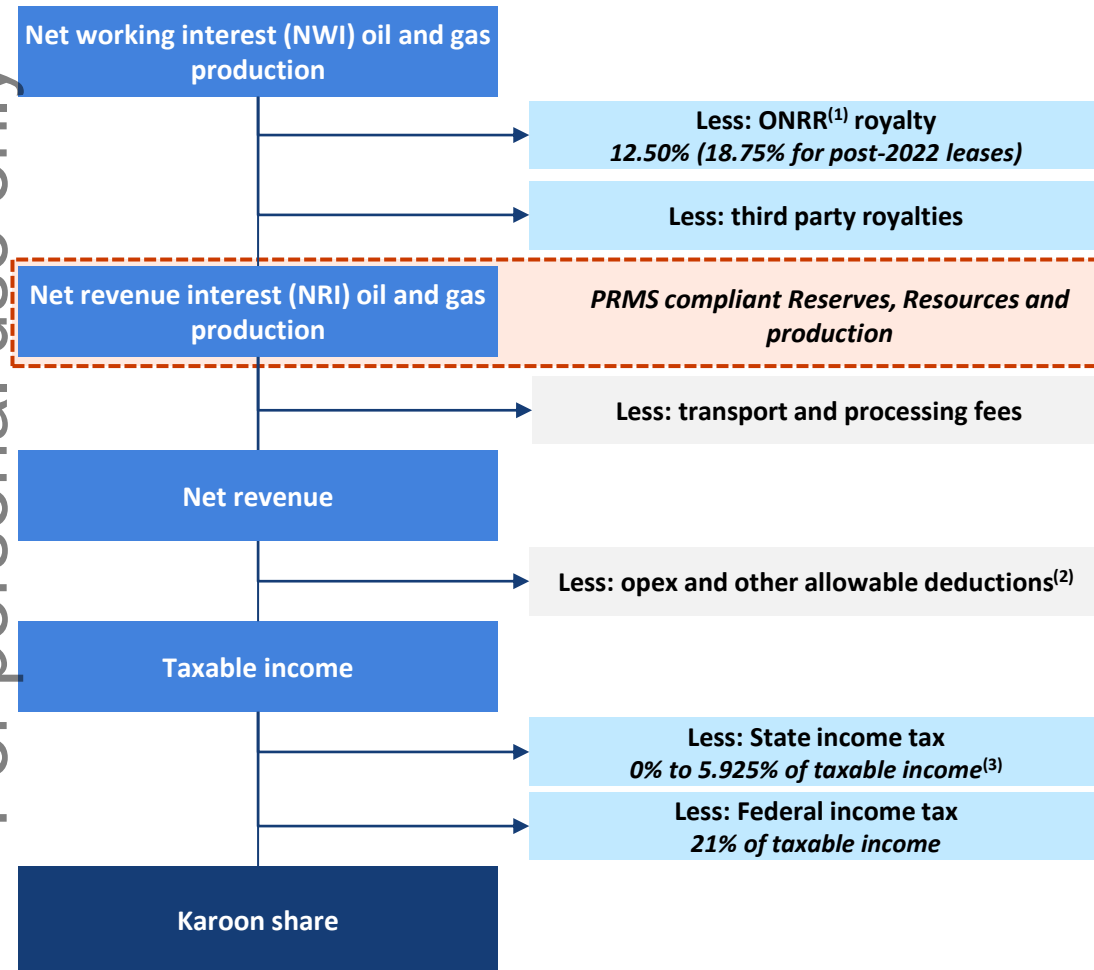 Net working interest (NWI) oil and gas
production
Less: ONRR(1) royalty
12.50% (18.75% for post-2022 leases)
Less: third party royalties
Net revenue interest (NRI) oil and gas
production
PRMS compliant Reserves, Resources and
production
Less: transport and processing fees
Net revenue
Less: opex and other allowable deductions(2)
Taxable income
Less: State income tax
0% to 5.925% of taxable income(3)
Less: Federal income tax
21% of taxable income
Karoon share